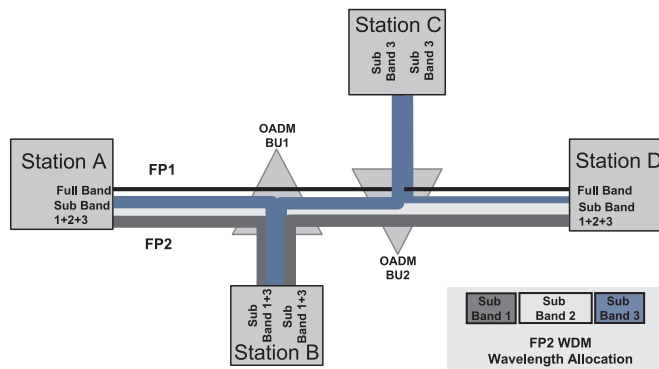 Station C
Sub
Band 3
Sub
Band 3
OADM
BU1
Station A
FP1
Full Band
Sub Band
1+2+3
FP2
Station D
Full Band
Sub Band
1+2+3
OADM
BU2
Sub
Band 1+3
Sub
Band 1+3
Station B
Sub
Band 1
Sub
Band 2
Sub
Band 3
FP2 WDM
Wavelength Allocation